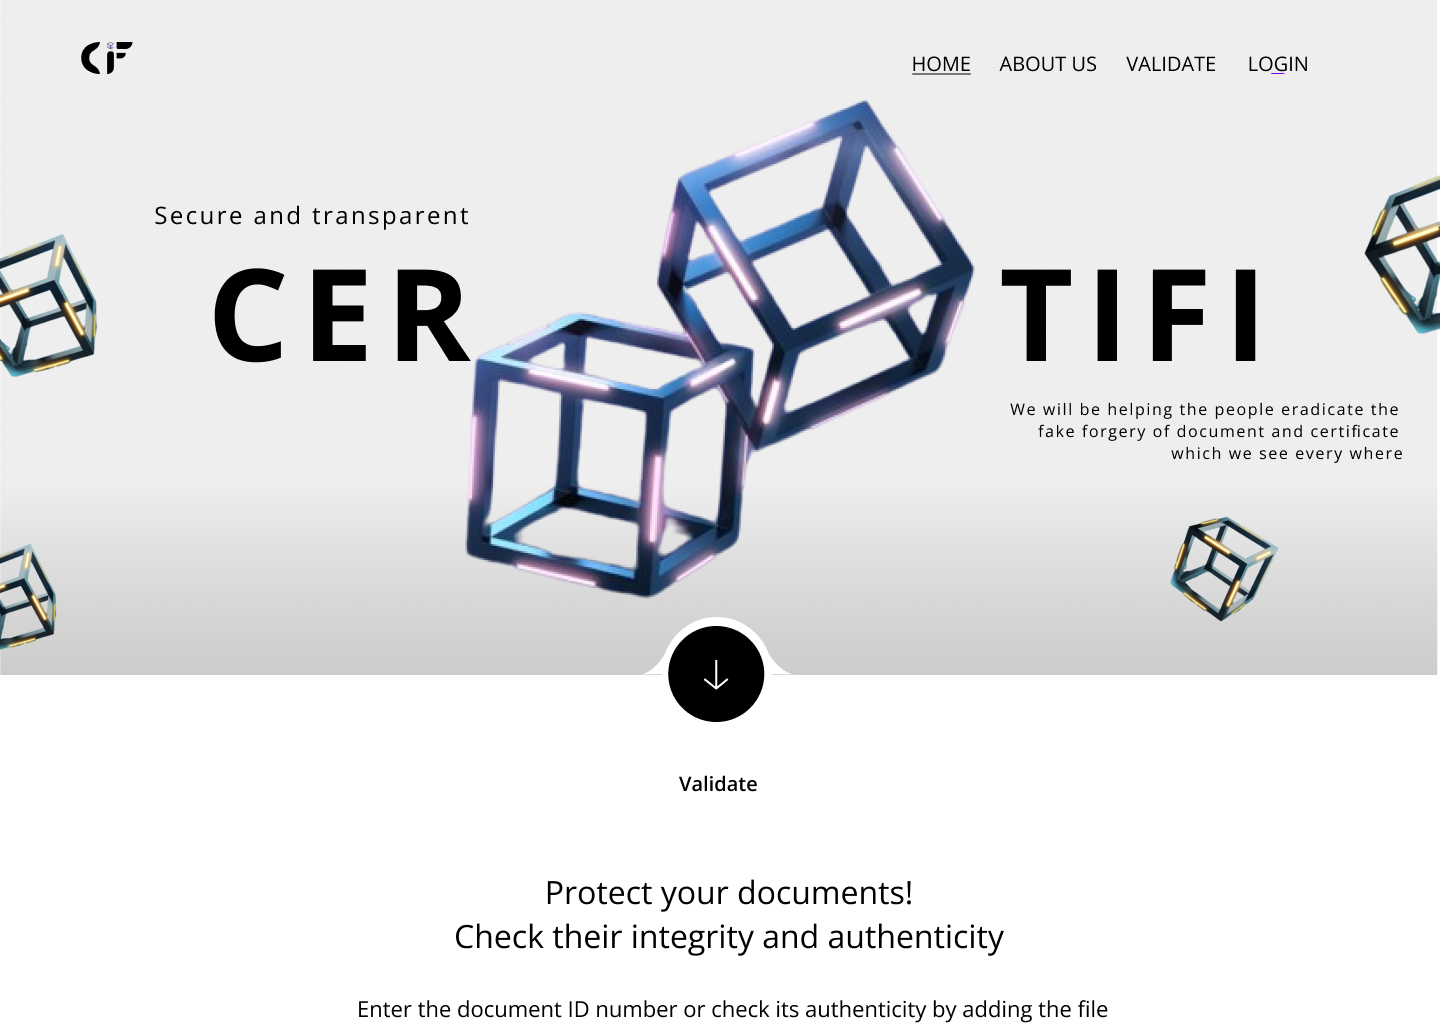 CiF
HOME
ABOUT US
VALIDATE
LOGIN
Secure and transparent
CER
TIFI
We will be helping the people eradicate the
fake forgery of document and certificate
which we see every where
Validate
Protect your documents!
Check their integrity and authenticity
Enter the document ID number or check its authenticity by adding the file